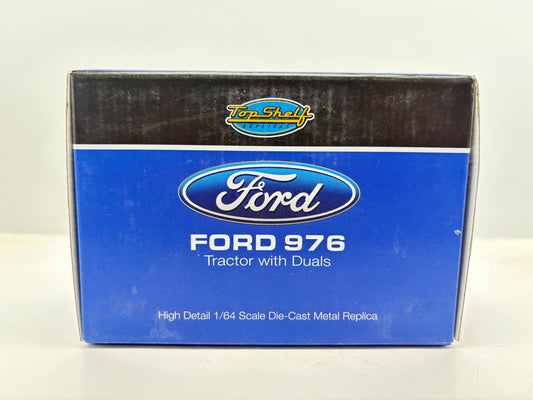 Top Shelf
REPLICAS
Ford
FORD 976
Tractor with Duals
High Detail 1/64 Scale Die-Cast Metal Replica